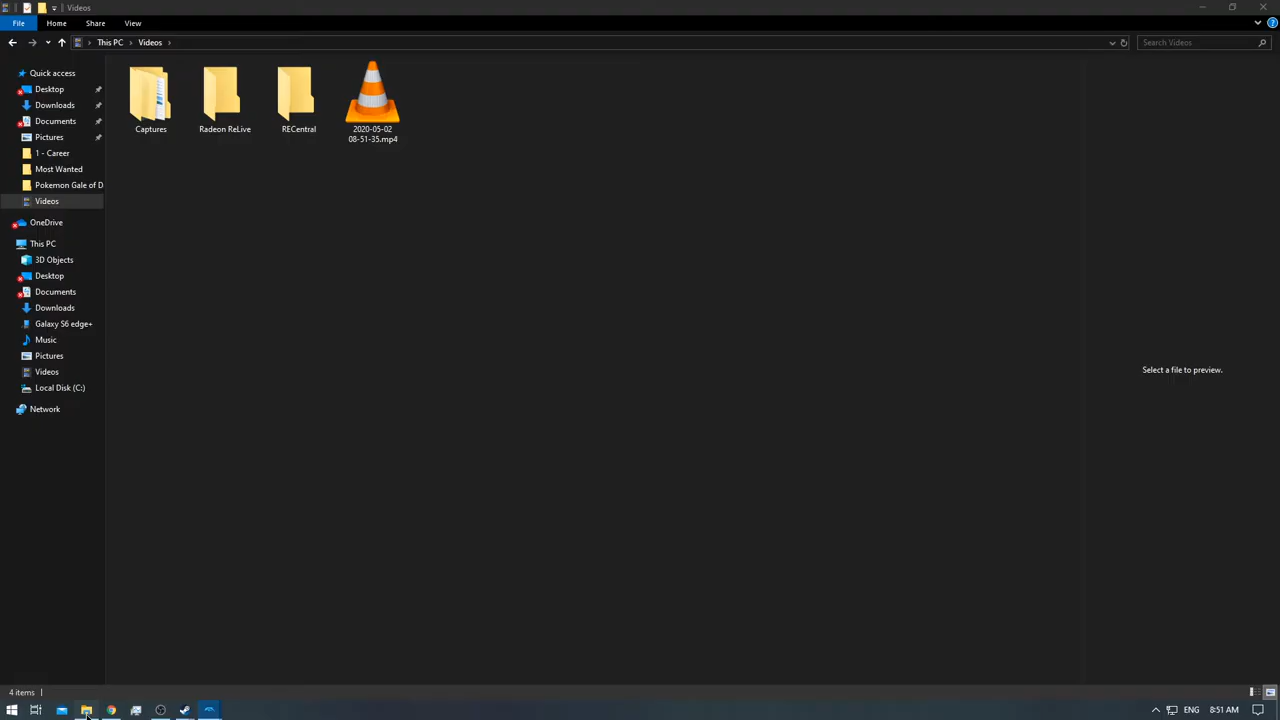 Videos
File Home Share View
This PC Videos
Search Videos
Quick access
Desktop
Downloads
Documents
Pictures
1 - Career
Most Wanted
Pokemon Gale of D
Videos
OneDrive
This PC
3D Objects
Desktop
Documents
Downloads
Galaxy S6 edge+
Music
Pictures
Videos
Local Disk (C:)
Network
Captures
Radeon ReLive
RECentral
2020-05-02
08-51-35.mp4
Select a file to preview.
4 items
ENG 8:51 AM